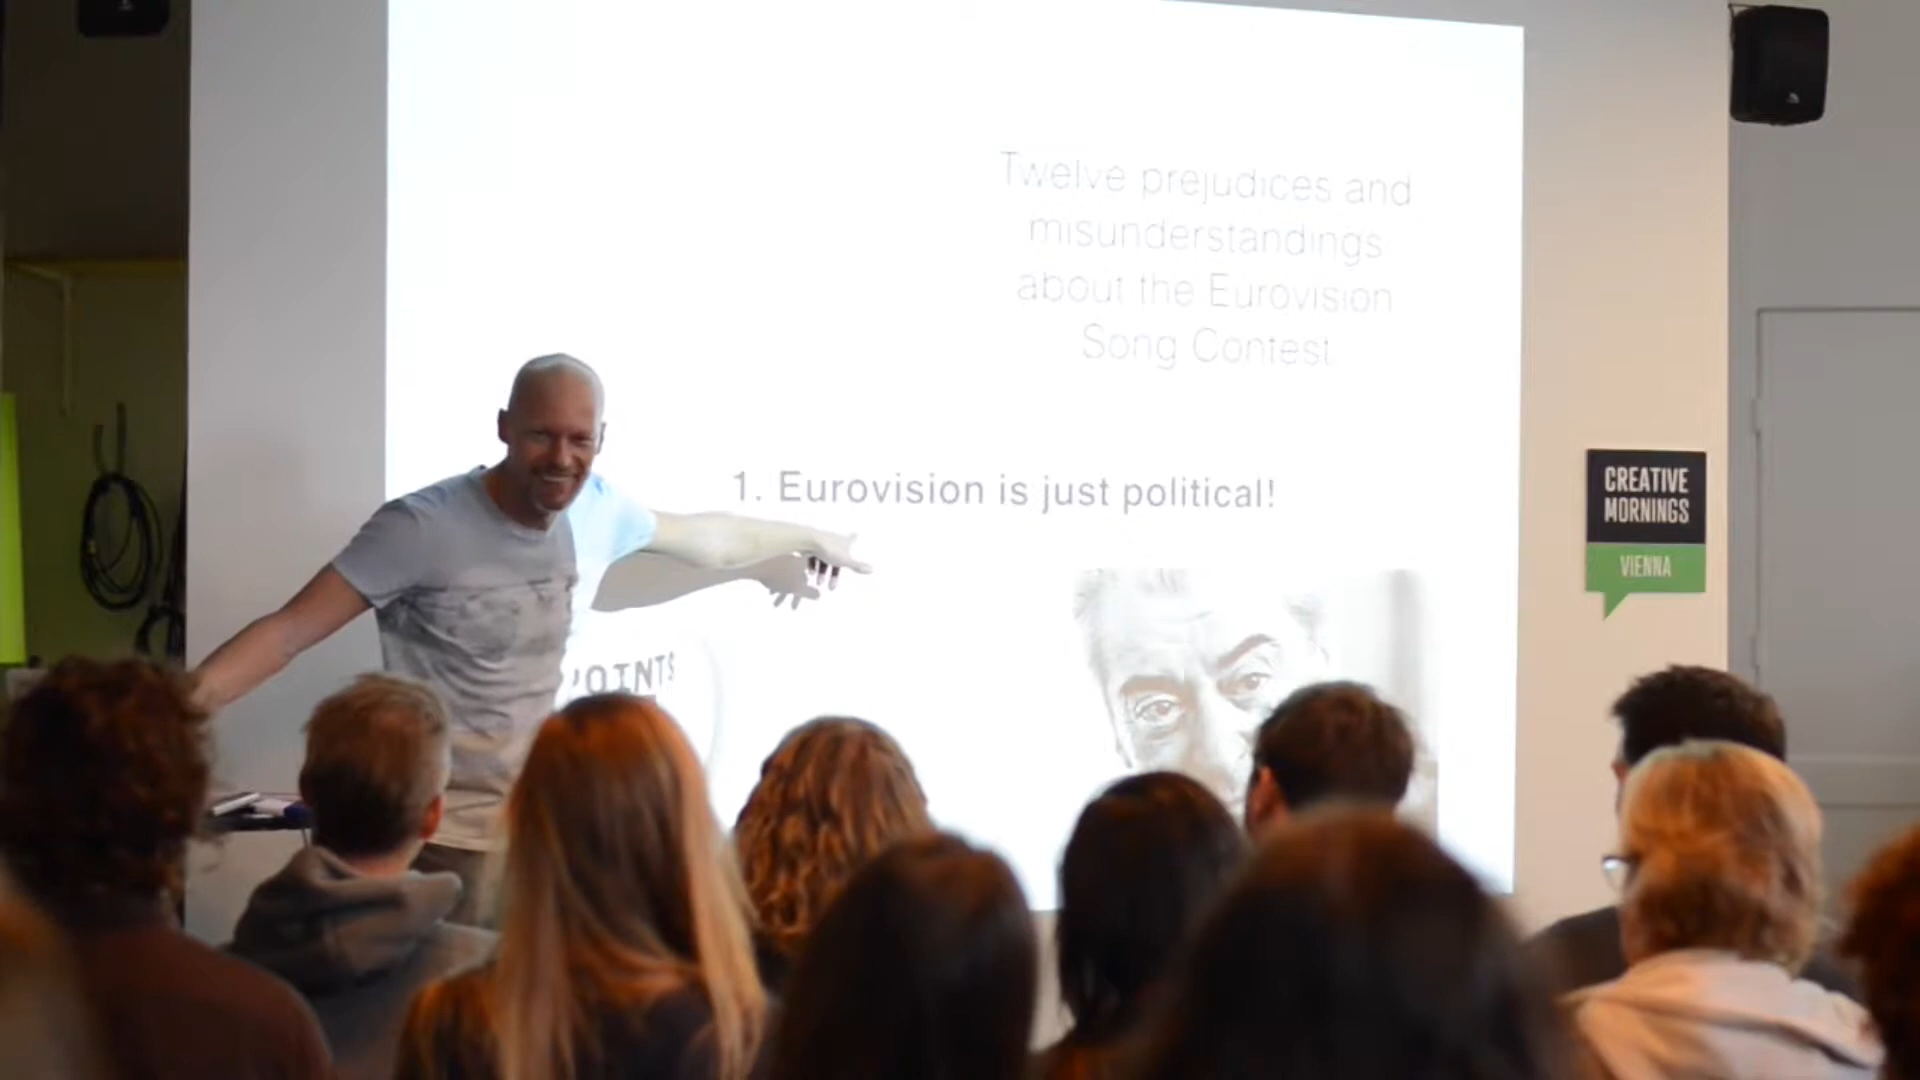 Twelve prejudices and
misunderstandings
about the Eurovision
Song Contest
1. Eurovision is just political!
CREATIVE
MORNINGS
VIENNA